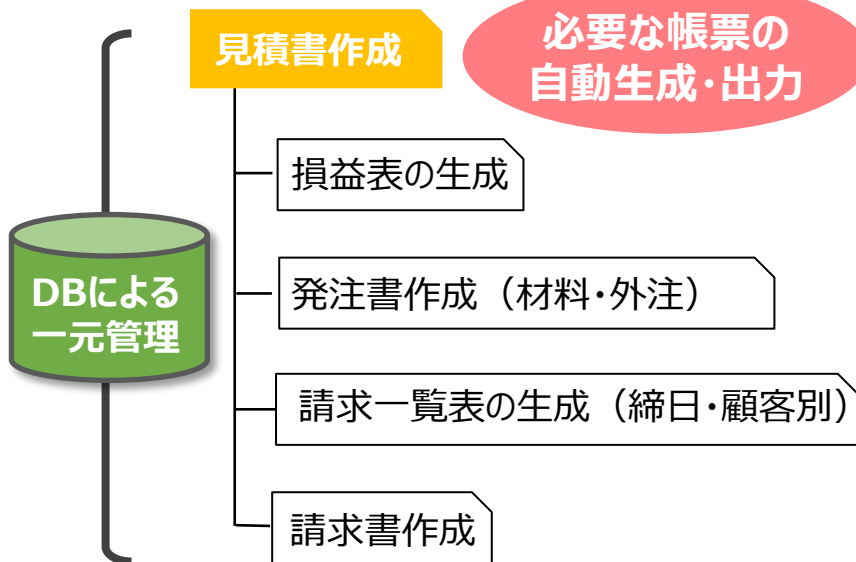 見積書作成
必要な帳票の
自動生成・出力
損益表の生成
DBによる
一元管理
発注書作成（材料・外注）
請求一覧表の生成（締日・顧客別）
請求書作成